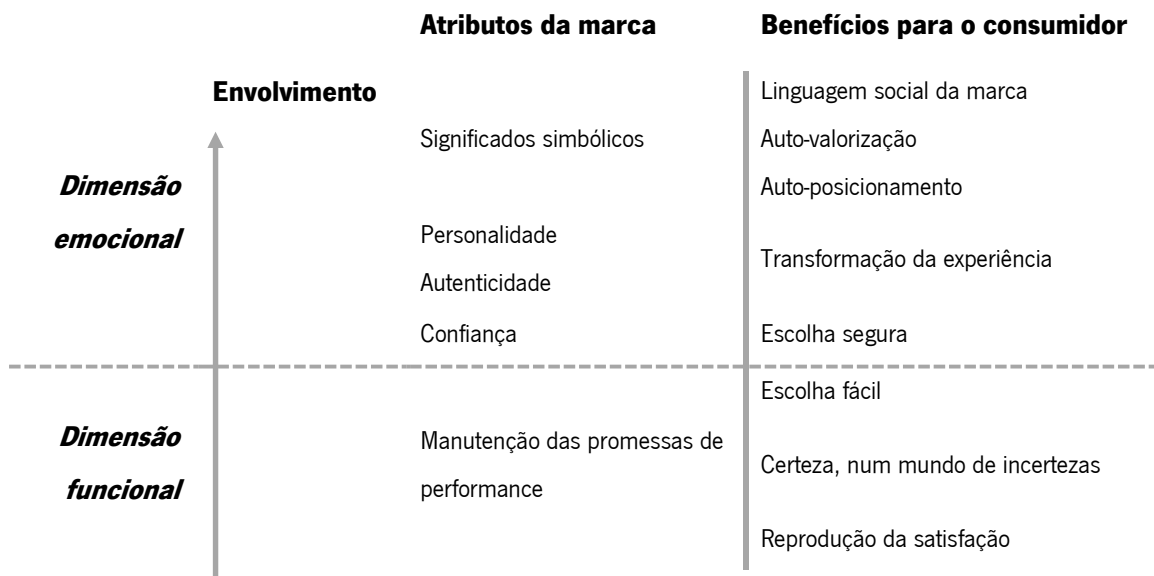 Atributos da marca
Benefícios para o consumidor
Envolvimento
Linguagem social da marca
Significados simbólicos
Auto-valorização
Dimensão
emocional
Auto-posicionamento
Personalidade
Transformação da experiência
Autenticidade
Confiança
Escolha segura
Escolha fácil
Dimensão
funcional
Manutenção das promessas de
performance
Certeza, num mundo de incertezas
Reprodução da satisfação